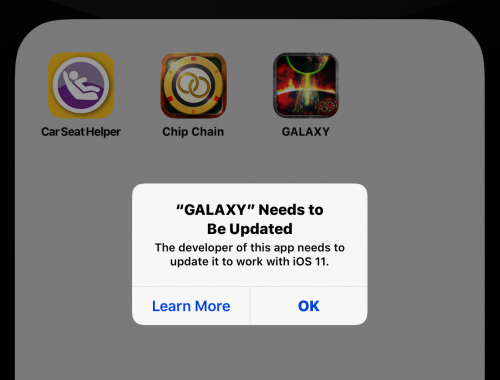 Car Seat Helper
Chip Chain
GALAXY
“GALAXY” Needs to
Be Updated
The developer of this app needs to
update it to work with iOS 11.
Learn More
OK